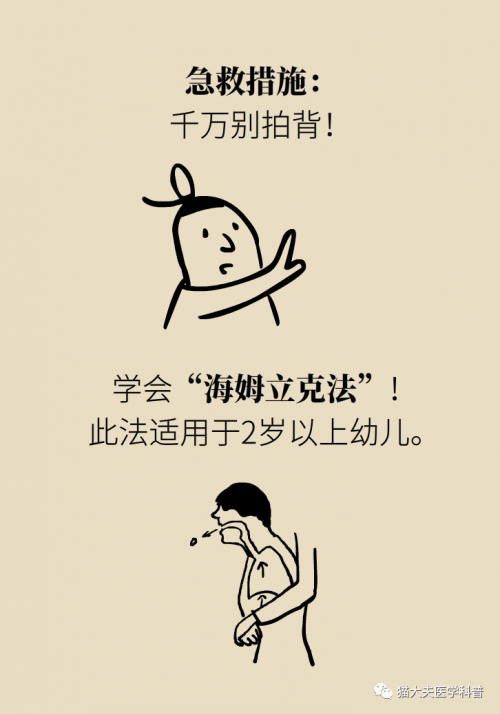 急救措施：
千万别拍背！
学会“海姆立克法”！
此法适用于2岁以上幼儿。
猫大夫医学科普